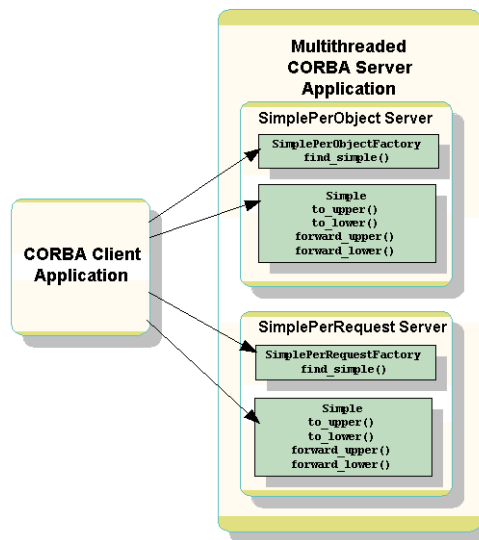 Multithreaded
CORBA Server
Application
SimplePerObject Server
SimplePerObjectFactory
find_simple()
Simple
to_upper()
to_lower()
forward_upper()
forward_lower()
CORBA Client
Application
SimplePerRequest Server
SimplePerRequestFactory
find_simple()
Simple
to_upper()
to_lower()
forward_upper()
forward_lower()